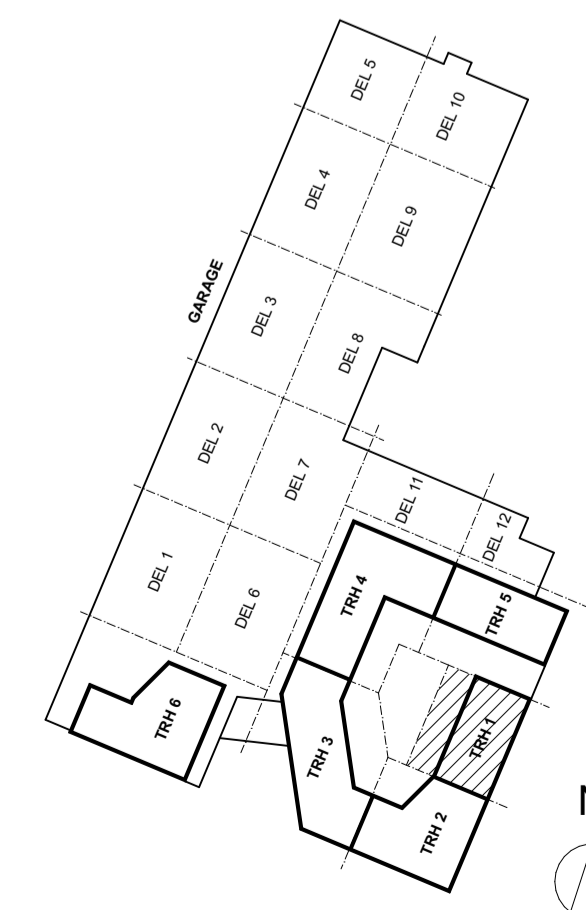 DEL 5
DEL 10
DEL 4
DEL 9
GARAGE
DEL 3
DEL 8
DEL 2
DEL 7
DEL 11
DEL 12
DEL 1
DEL 6
TRH 4
TRH 5
TRH 6
TRH 3
TRH 1
TRH 2
N